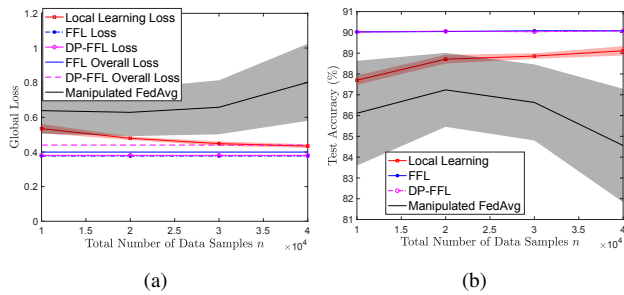 1.2
1
0.8
0.6
0.4
0.2
0
Global Loss
Local Learning Loss
FFL Loss
DP-FFL Loss
FFL Overall Loss
DP-FFL Overall Loss
Manipulated FedAvg
1 1.5 2 2.5 3 3.5 4
Total Number of Data Samples n
×10⁴
(a)
90
90
89
88
87
86
85
84
83
82
81
Test Accuracy (%)
Local Learning
FFL
DP-FFL
Manipulated FedAvg
1 1.5 2 2.5 3 3.5 4
Total Number of Data Samples n
×10⁴
(b)